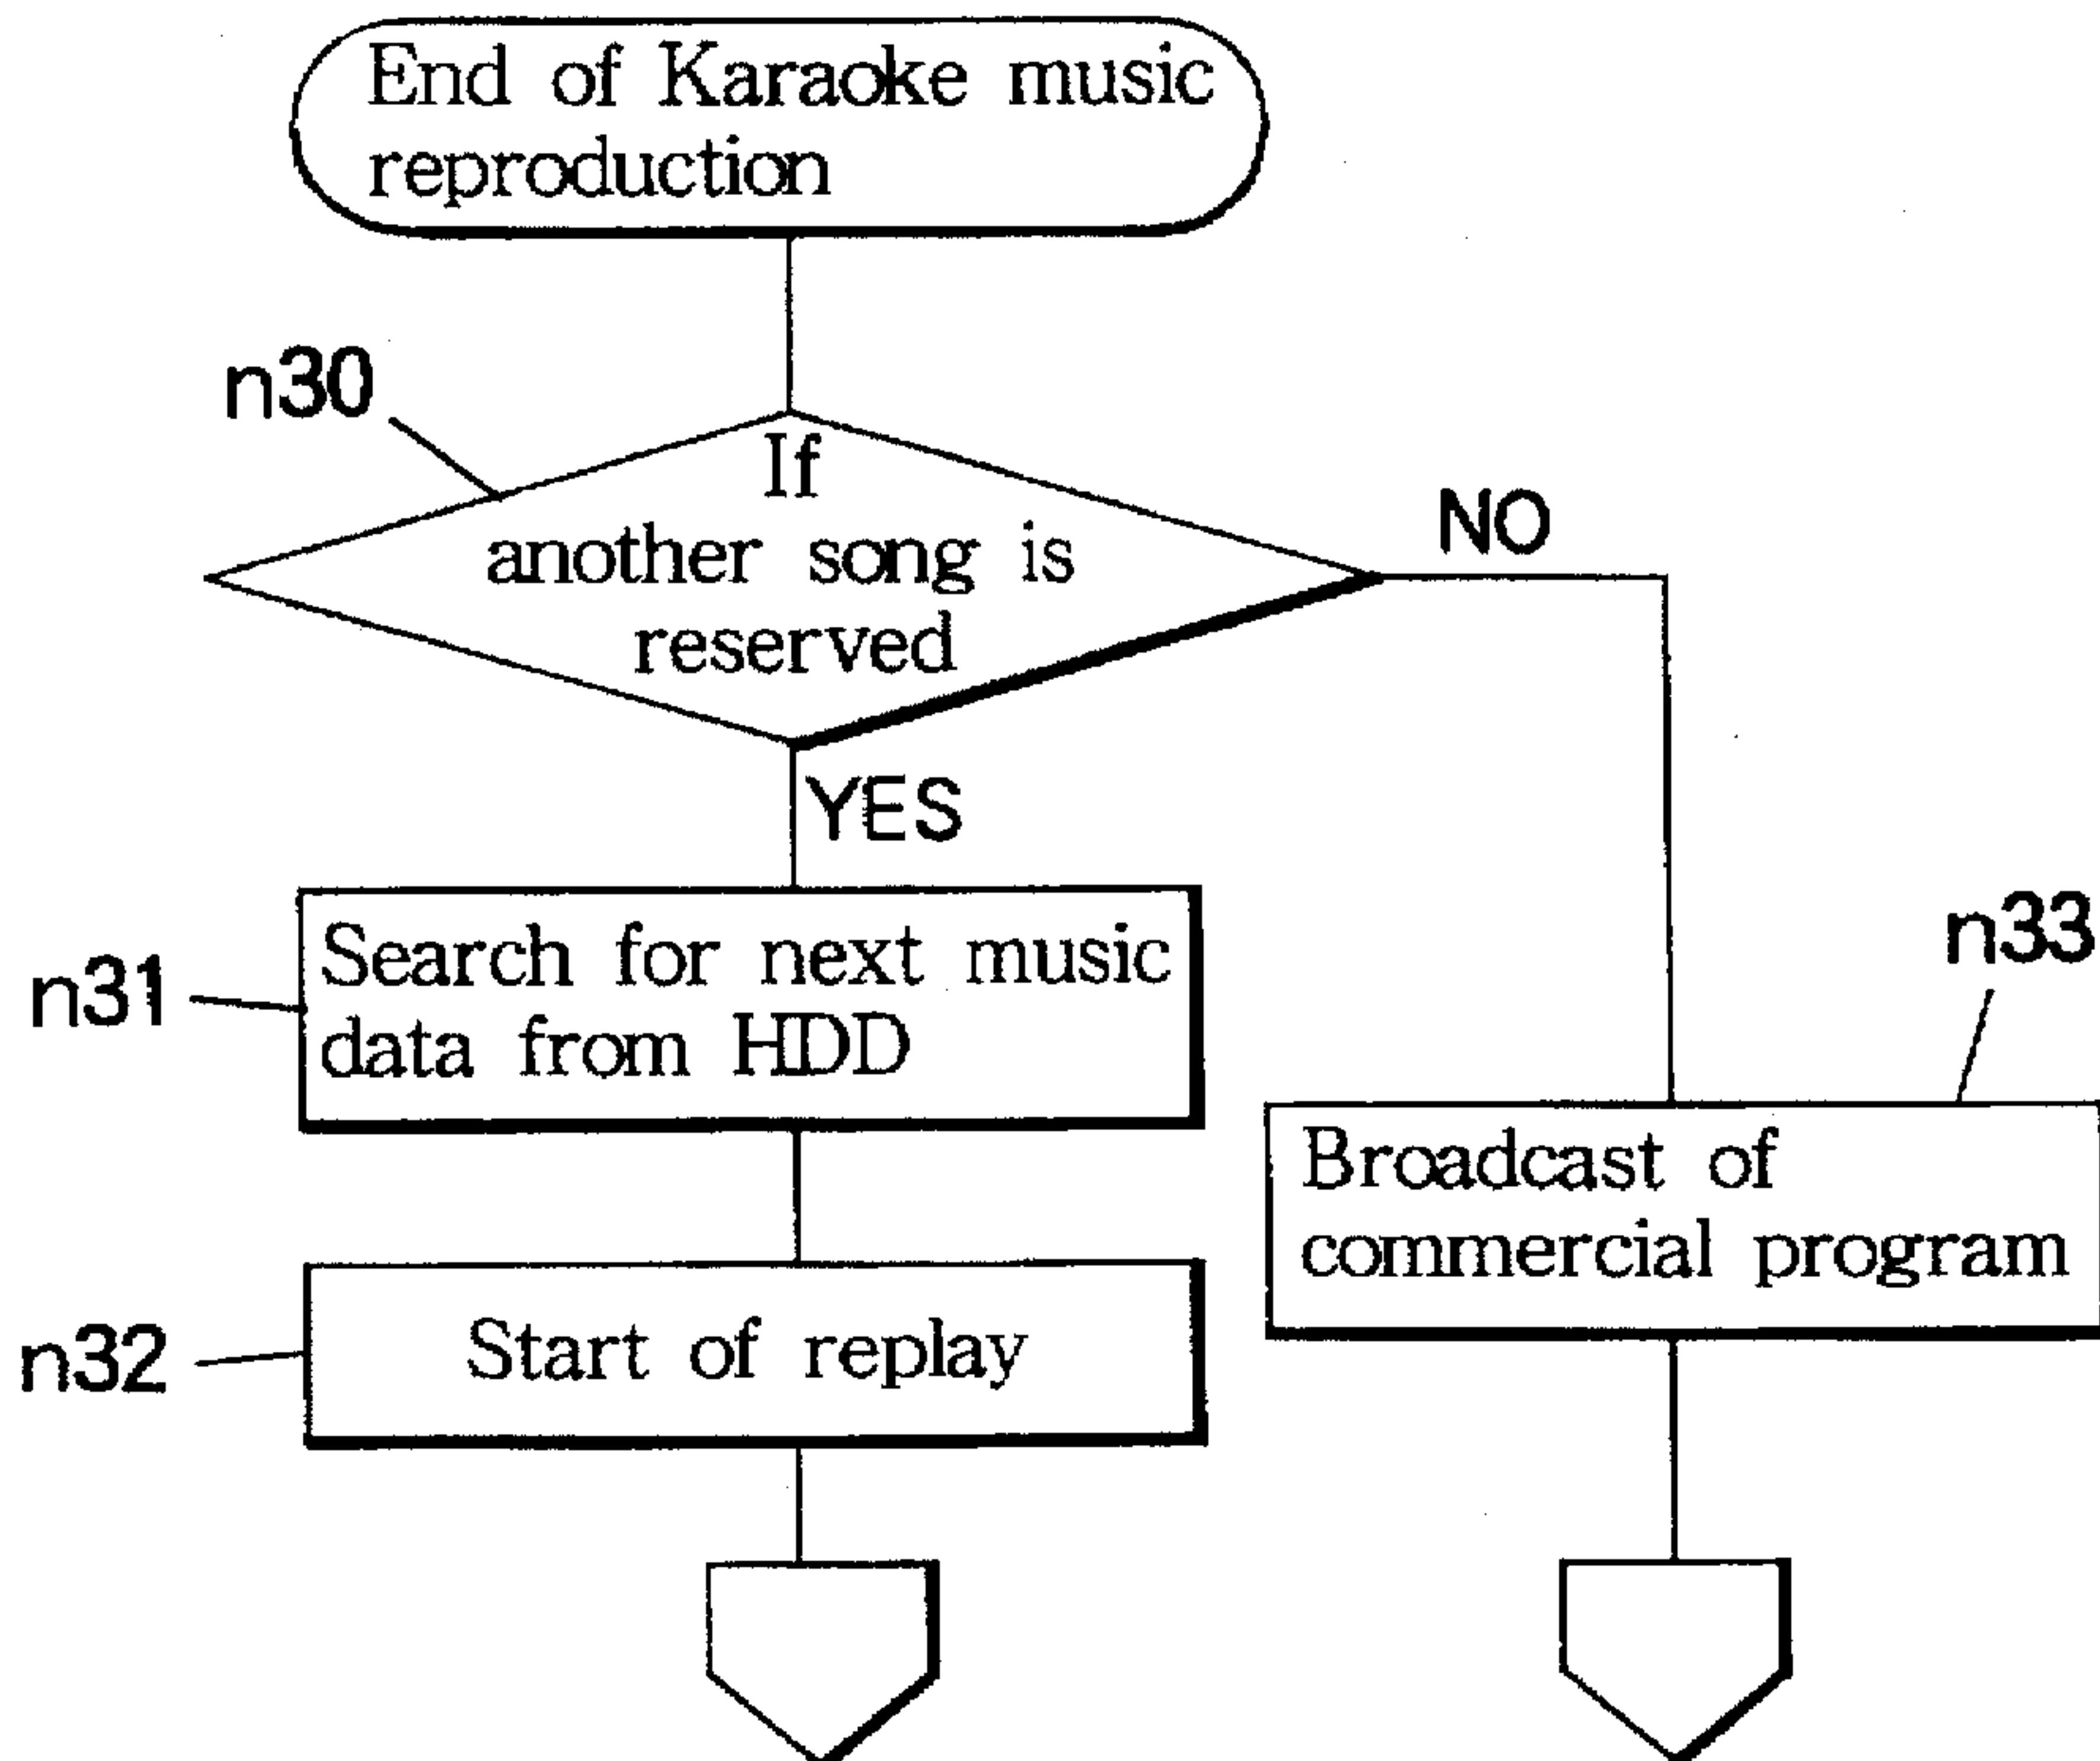 End of Karaoke music
reproduction
n30
If
another song is
reserved
NO
YES
n31
Search for next music
data from HDD
n33
Broadcast of
commercial program
n32
Start of replay